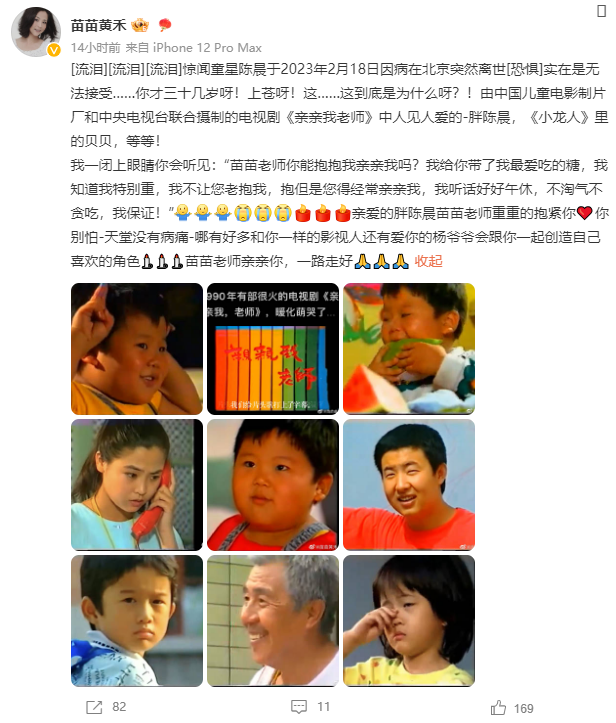 苗苗黄禾
14小时前 来自 iPhone 12 Pro Max
[流泪][流泪][流泪]惊闻童星陈晨于2023年2月18日因病在北京突然离世[恐惧]实在是无
法接受......你才三十几岁呀！上苍呀！这......这到底是为什么呀？！由中国儿童电影制片
厂和中央电视台联合摄制的电视剧《亲亲我老师》中人见人爱的-胖陈晨，《小龙人》里
的贝贝，等等！
我一闭上眼睛你会听见：“苗苗老师你能抱抱我亲亲我吗？我给你带了我最爱吃的糖，我
知道我特别重，我不让您老抱我，抱但是您得经常亲亲我，我听话好好午休，不淘气不
贪吃，我保证！”🙏🙏🙏😭😭😭🕯🕯🕯亲爱的胖陈晨苗苗老师重重的抱紧你❤你
别怕-天堂没有病痛-哪有好多和你一样的影视人还有爱你的杨爷爷会跟你一起创造自己
喜欢的角色🕯🕯🕯苗苗老师亲亲你，一路走好🙏🙏🙏 收起
990年有部很火的电视剧《亲
亲我，老师》，暖化萌哭了...
亲亲我
老师
82
11
169